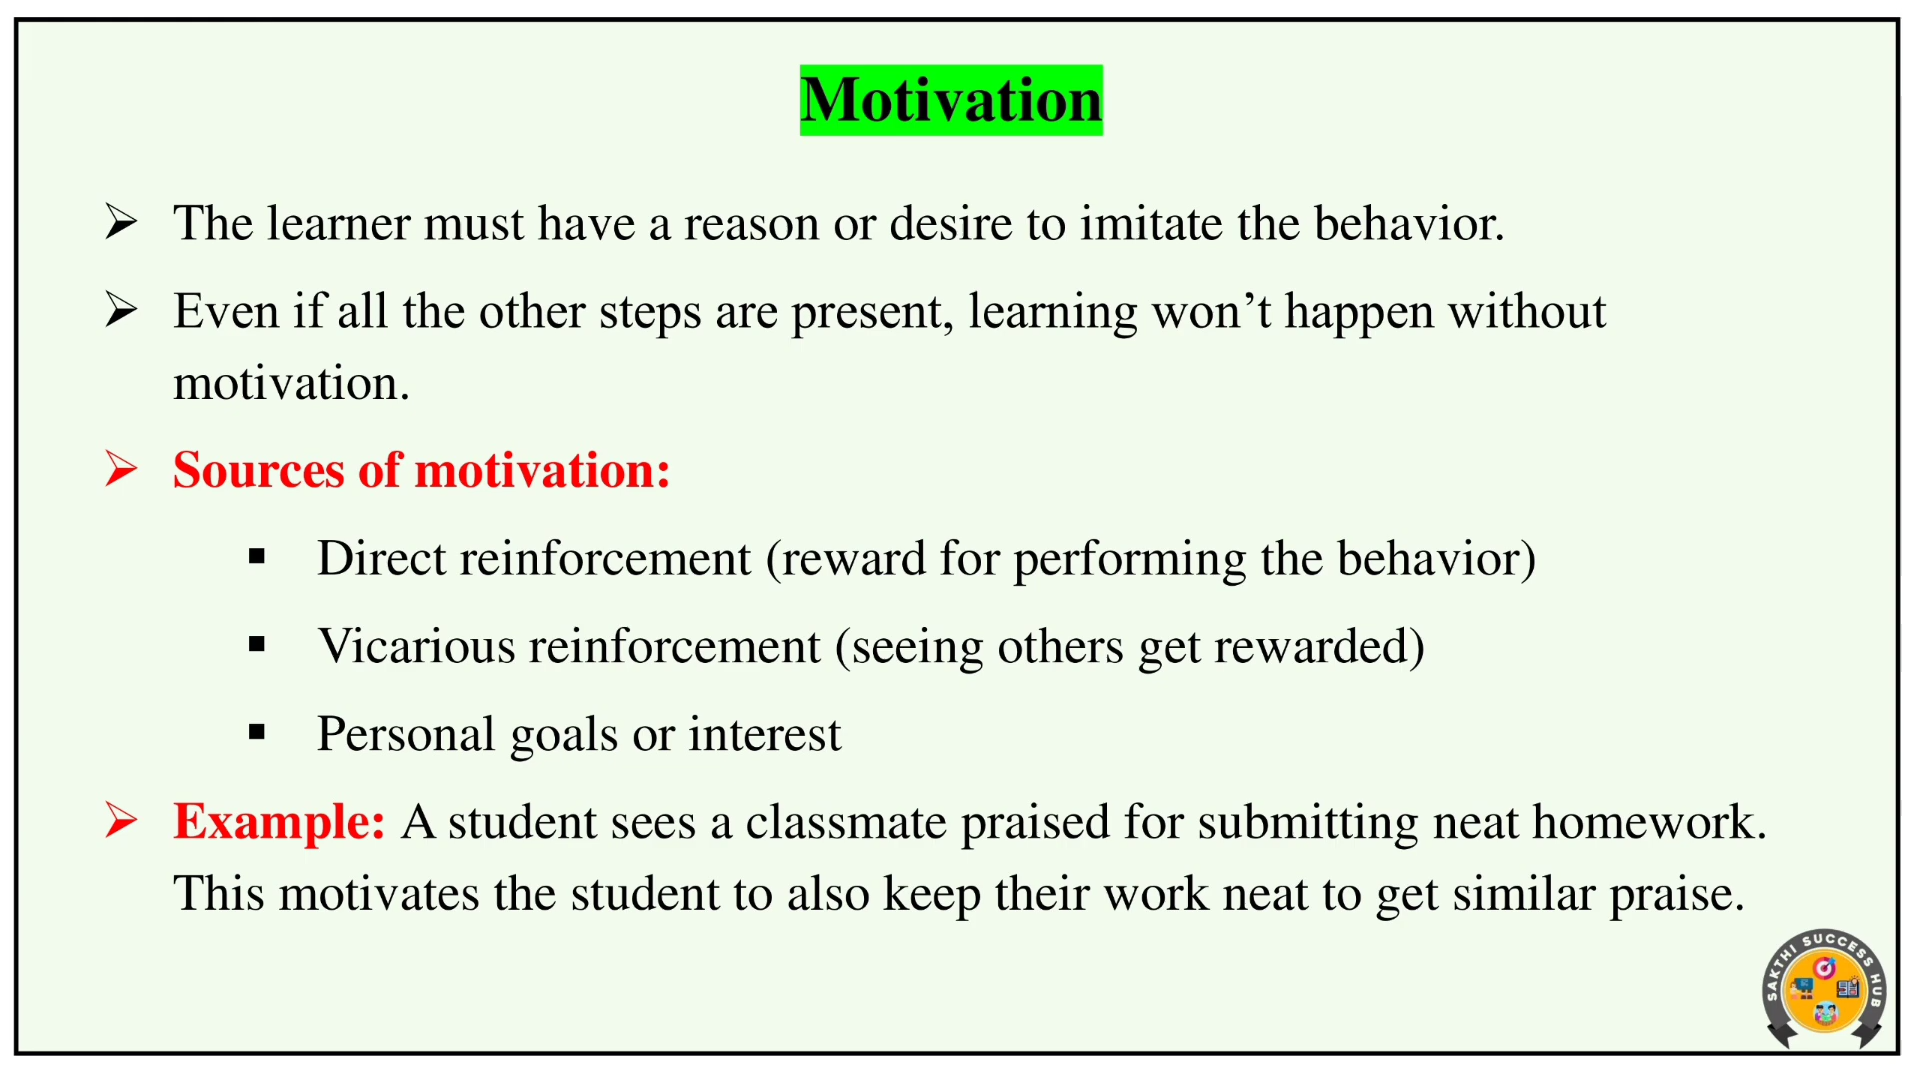 Motivation
➢ The learner must have a reason or desire to imitate the behavior.
➢ Even if all the other steps are present, learning won’t happen without
motivation.
➢ Sources of motivation:
▪ Direct reinforcement (reward for performing the behavior)
▪ Vicarious reinforcement (seeing others get rewarded)
▪ Personal goals or interest
➢ Example: A student sees a classmate praised for submitting neat homework.
This motivates the student to also keep their work neat to get similar praise.
SAKTHI SUCCESS HUB